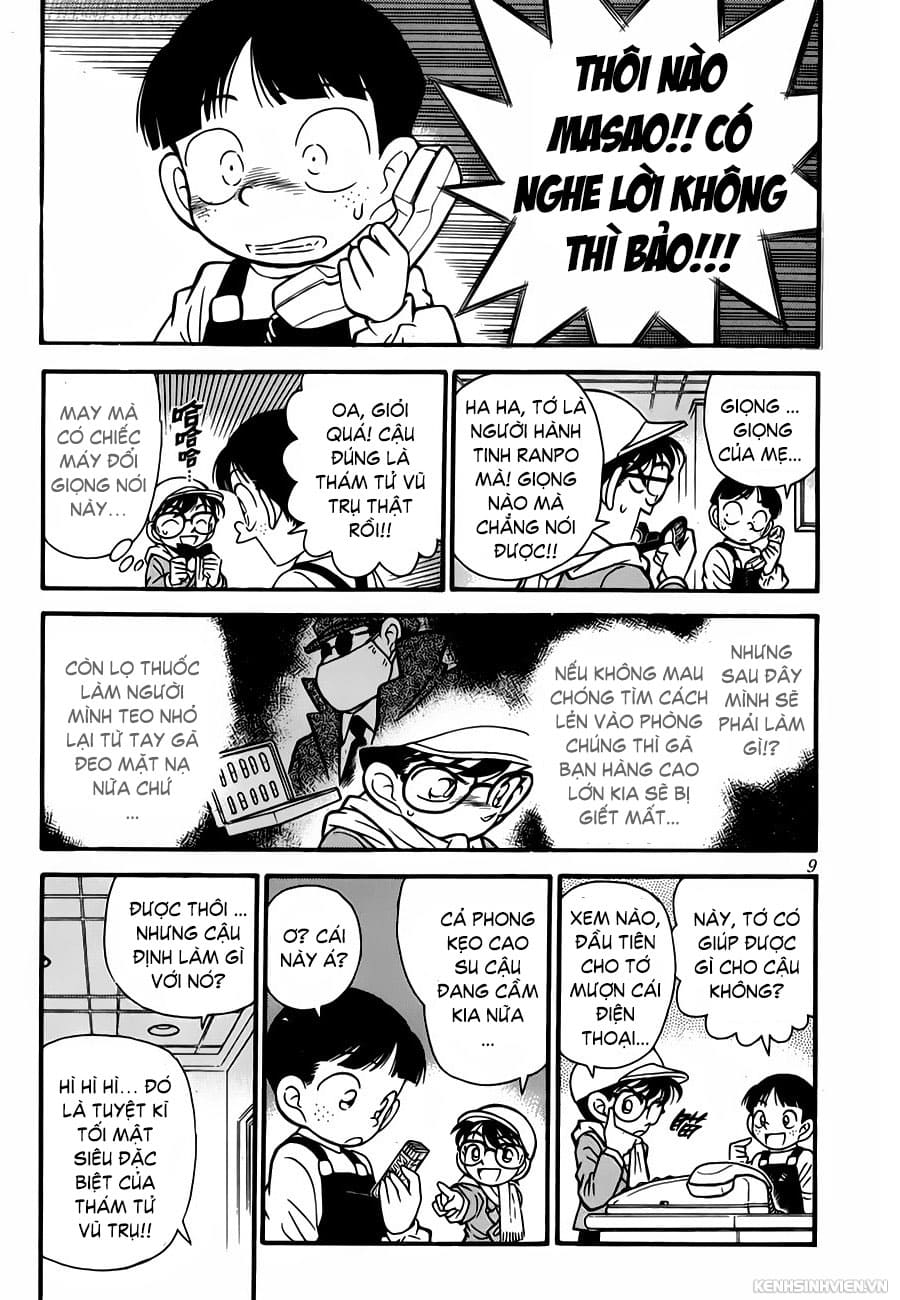 THÔI NÀO
MASAO!! CÓ
NGHE LỜI KHÔNG
THÌ BẢO!!!
GIỌNG ...
GIỌNG
CỦA MẸ...
HA HA, TỚ LÀ
NGƯỜI HÀNH
TINH RANPO
MÀ! GIỌNG
NÀO MÀ
CHẲNG NÓI
ĐƯỢC!!
OA, GIỎI
QUÁ! CẬU
ĐÚNG LÀ
THÁM TỬ VŨ
TRỤ THẬT
RỒI!!
哈哈哈...
MAY MÀ
CÓ CHIẾC
MÁY ĐỔI
GIỌNG NÓI
NÀY...
NHƯNG
SAU ĐÂY
MÌNH SẼ
PHẢI LÀM
GÌ!?
NẾU KHÔNG MAU
CHÓNG TÌM CÁCH
LẺN VÀO PHÒNG
CHÚNG THÌ GÃ
BẠN HÀNG CAO
LỚN KIA SẼ BỊ
GIẾT MẤT...
CÒN LỌ THUỐC
LÀM NGƯỜI
MÌNH TEO NHỎ
LẠI TỪ TAY GÃ
ĐEO MẶT NẠ
NỮA CHỨ
...
9
NÀY, TỚ CÓ
GIÚP ĐƯỢC
GÌ CHO CẬU
KHÔNG?
XEM NÀO,
ĐẦU TIÊN
CHO TỚ
MƯỢN CÁI
ĐIỆN
THOẠI...
CẢ PHONG
KẸO CAO
SU CẬU
ĐANG CẦM
KIA NỮA
...
Ơ? CÁI
NÀY Á?
ĐƯỢC THÔI ...
NHƯNG CẬU
ĐỊNH LÀM GÌ
VỚI NÓ?
HÌ HÌ HÌ... ĐÓ
LÀ TUYỆT KĨ
TỐI MẬT
SIÊU ĐẶC
BIỆT CỦA
THÁM TỬ
VŨ TRỤ!!
KENHSINHVIEN.VN